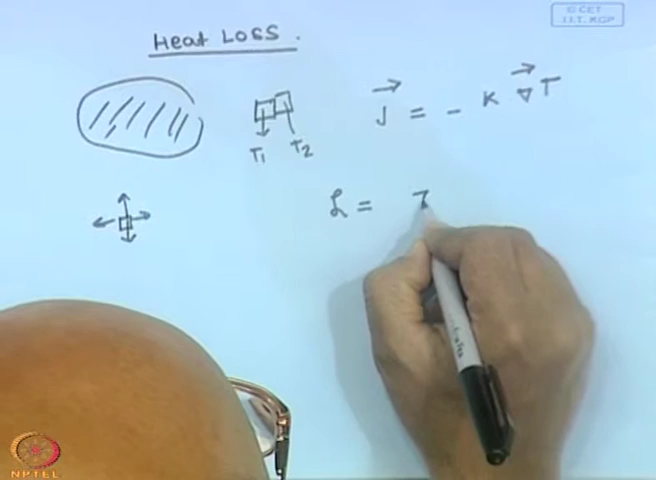 © CET
I.I.T. KGP
Heat LOSS.
J⃗ = - K ∇⃗T
T₁ T₂
ℒ =
NPTEL